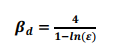 β_d = 4 / (1−ln(ε))